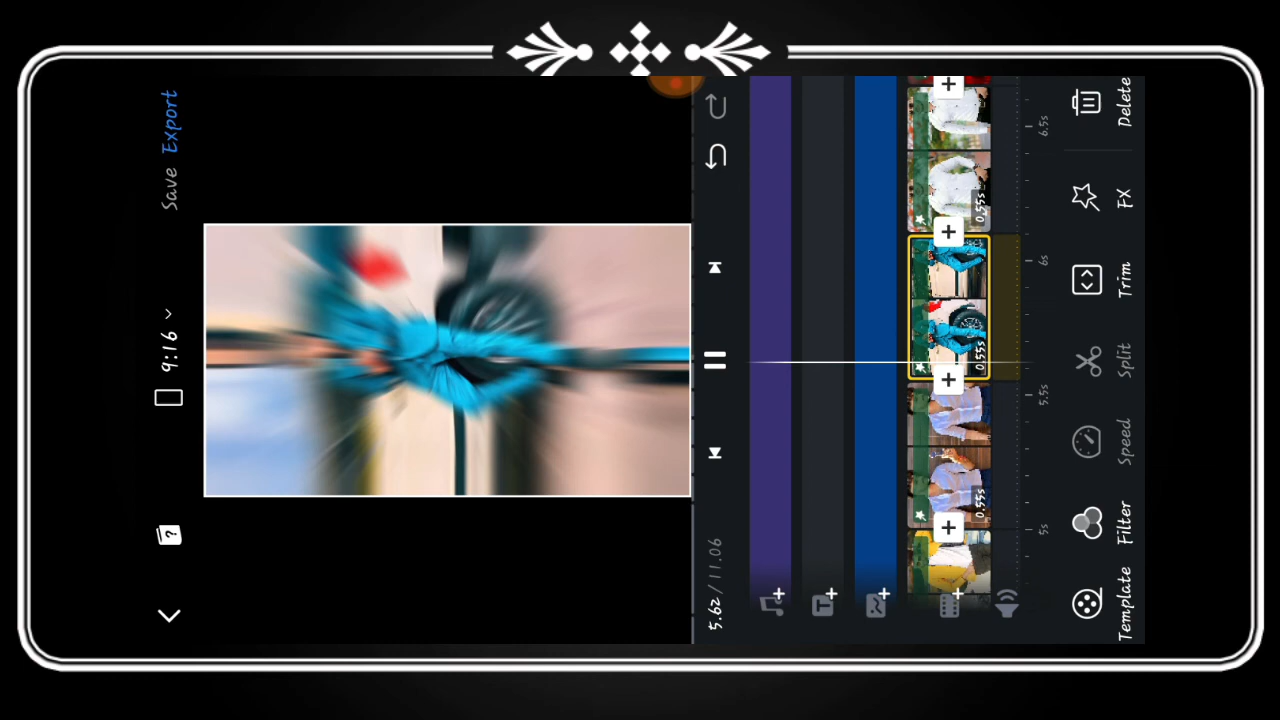 Save Export
9:16
?
5.62 / 11.06
T
0.55s
0.55s
0.55s
5s
5.5s
6s
6.5s
Template
Filter
Speed
Split
Trim
FX
Delete